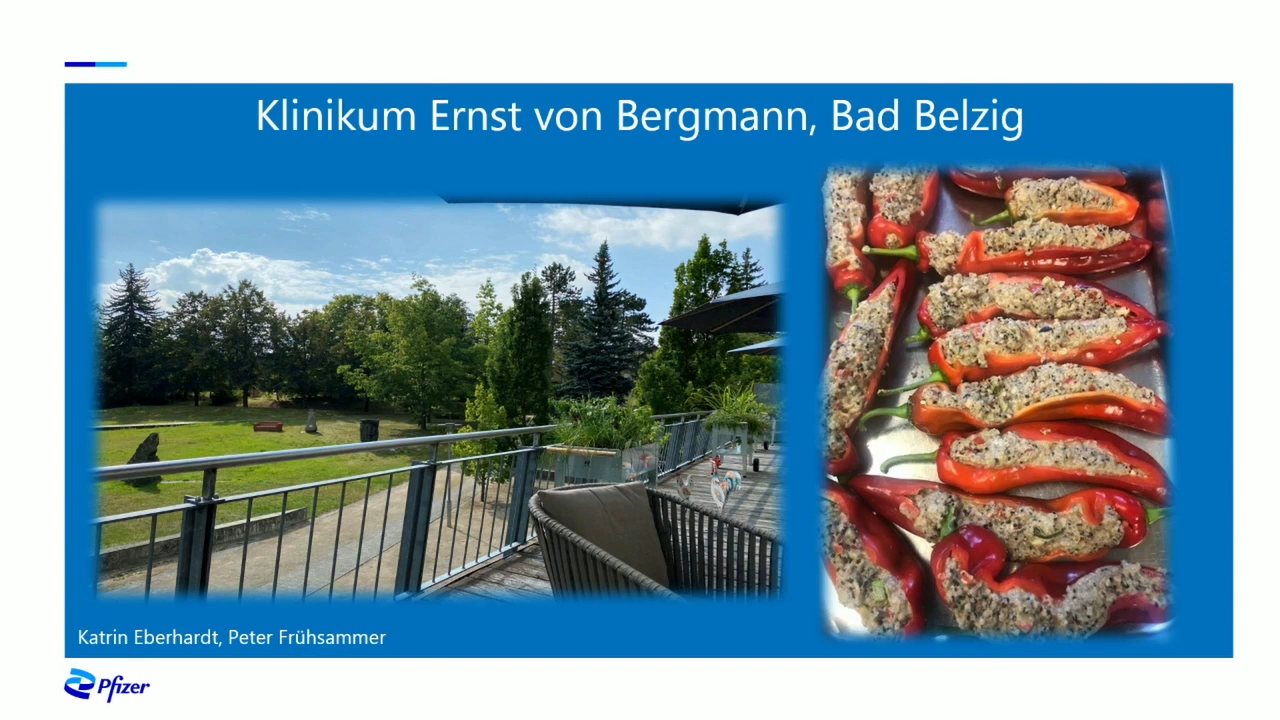 Klinikum Ernst von Bergmann, Bad Belzig
Katrin Eberhardt, Peter Frühsammer
Pfizer